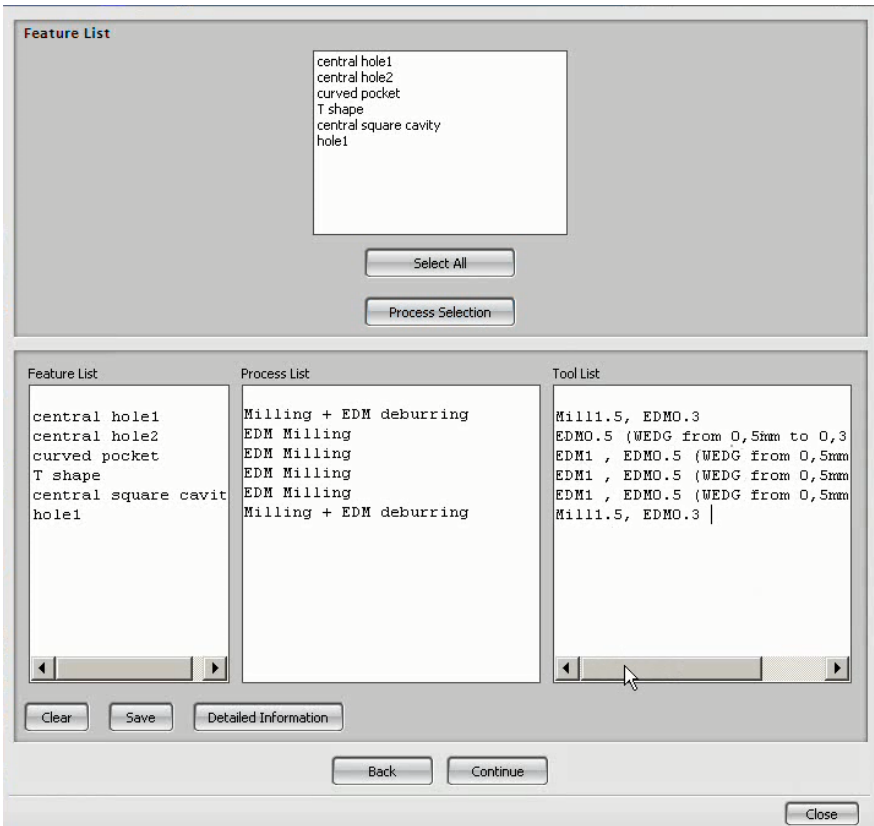 Feature List
central hole1
central hole2
curved pocket
T shape
central square cavity
hole1
Select All
Process Selection
Feature List
central hole1
central hole2
curved pocket
T shape
central square cavit
hole1
Process List
Milling + EDM deburring
EDM Milling
EDM Milling
EDM Milling
EDM Milling
Milling + EDM deburring
Tool List
Mill1.5, EDM0.3
EDM0.5 (WEDG from 0,5mm to 0,3
EDM1 , EDM0.5 (WEDG from 0,5mm
EDM1 , EDM0.5 (WEDG from 0,5mm
EDM1 , EDM0.5 (WEDG from 0,5mm
Mill1.5, EDM0.3
Clear Save Detailed Information
Back Continue
Close